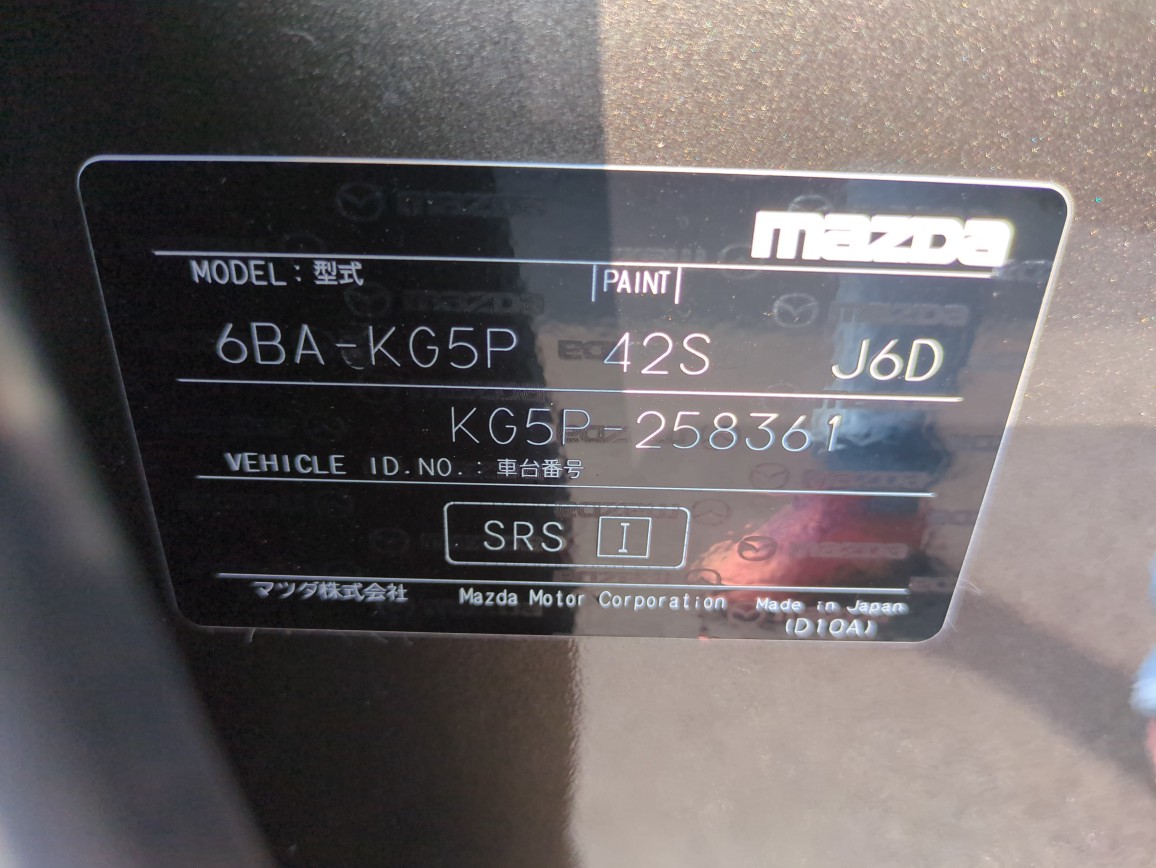 mazda
MODEL：型式 PAINT
6BA-KG5P 42S J6D
KG5P-258361
VEHICLE ID.NO.：車台番号
SRS I
マツダ株式会社 Mazda Motor Corporation Made in Japan
(D10A)